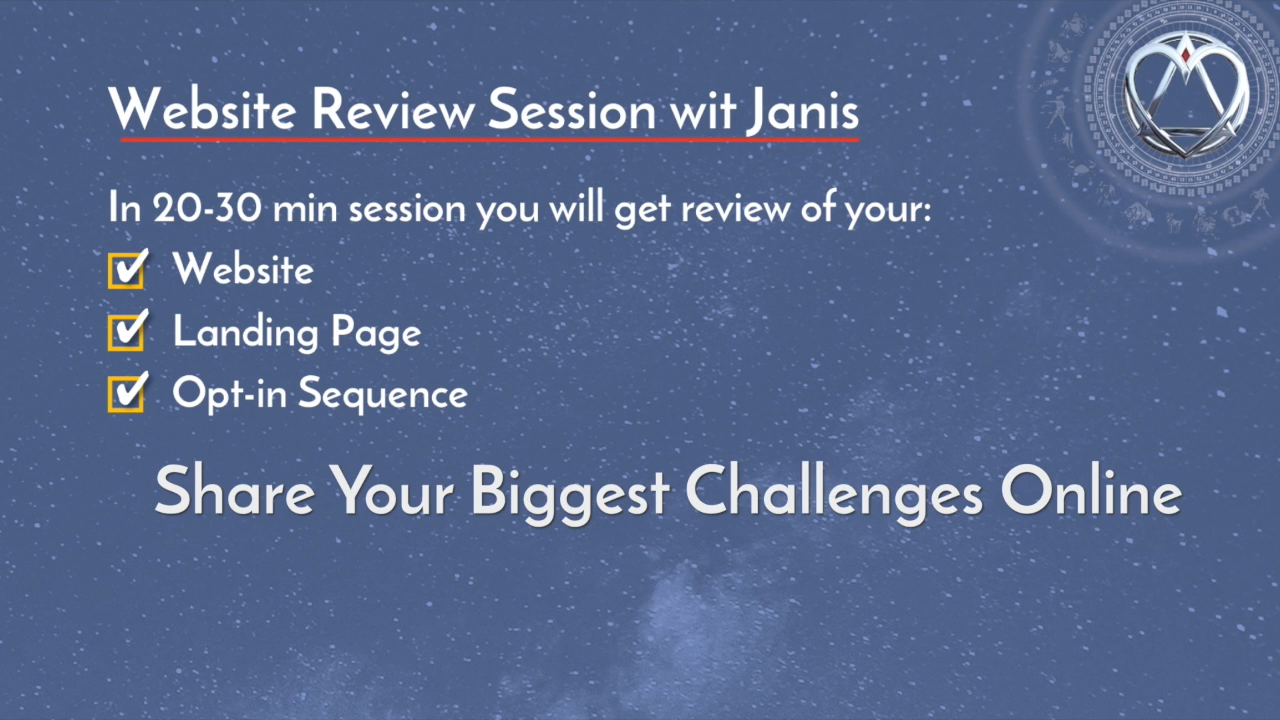 Website Review Session wit Janis
In 20-30 min session you will get review of your:
Website
Landing Page
Opt-in Sequence
Share Your Biggest Challenges Online